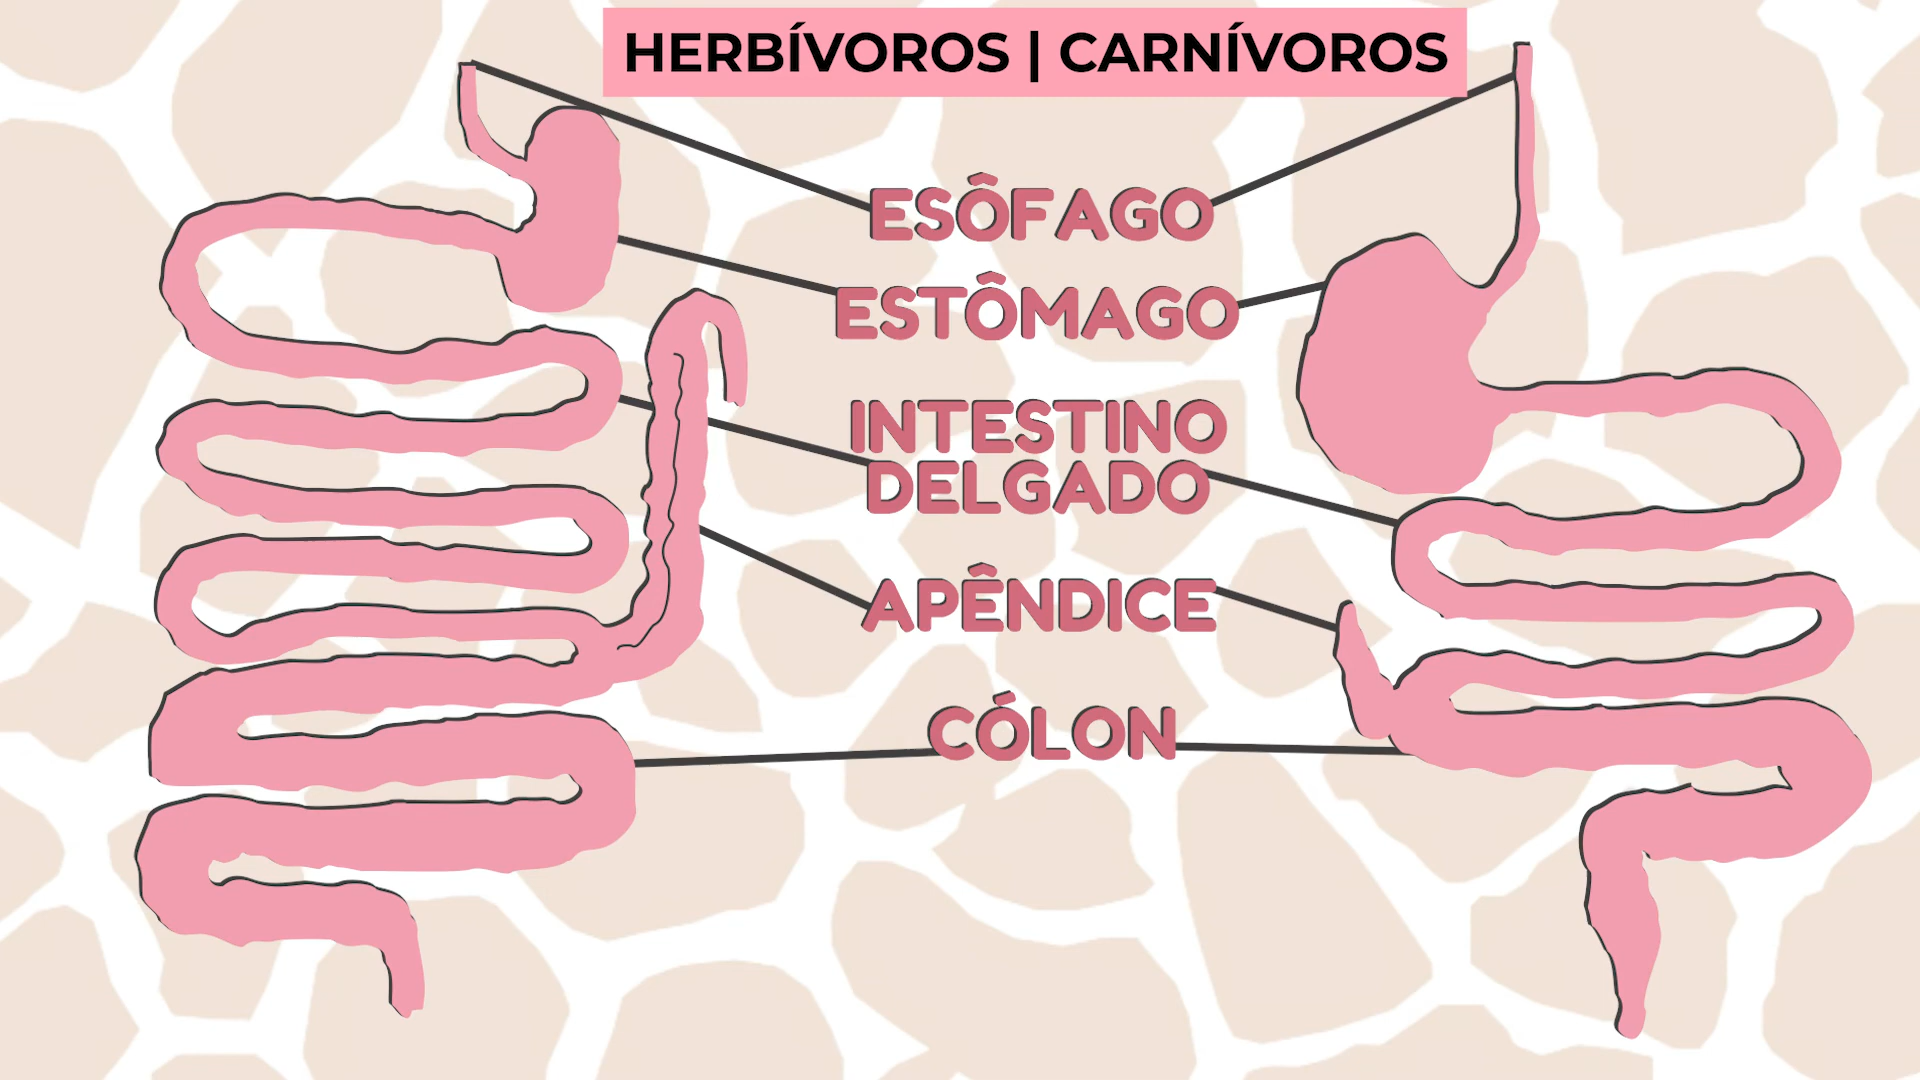 HERBÍVOROS | CARNÍVOROS
ESÔFAGO
ESTÔMAGO
INTESTINO
DELGADO
APÊNDICE
CÓLON